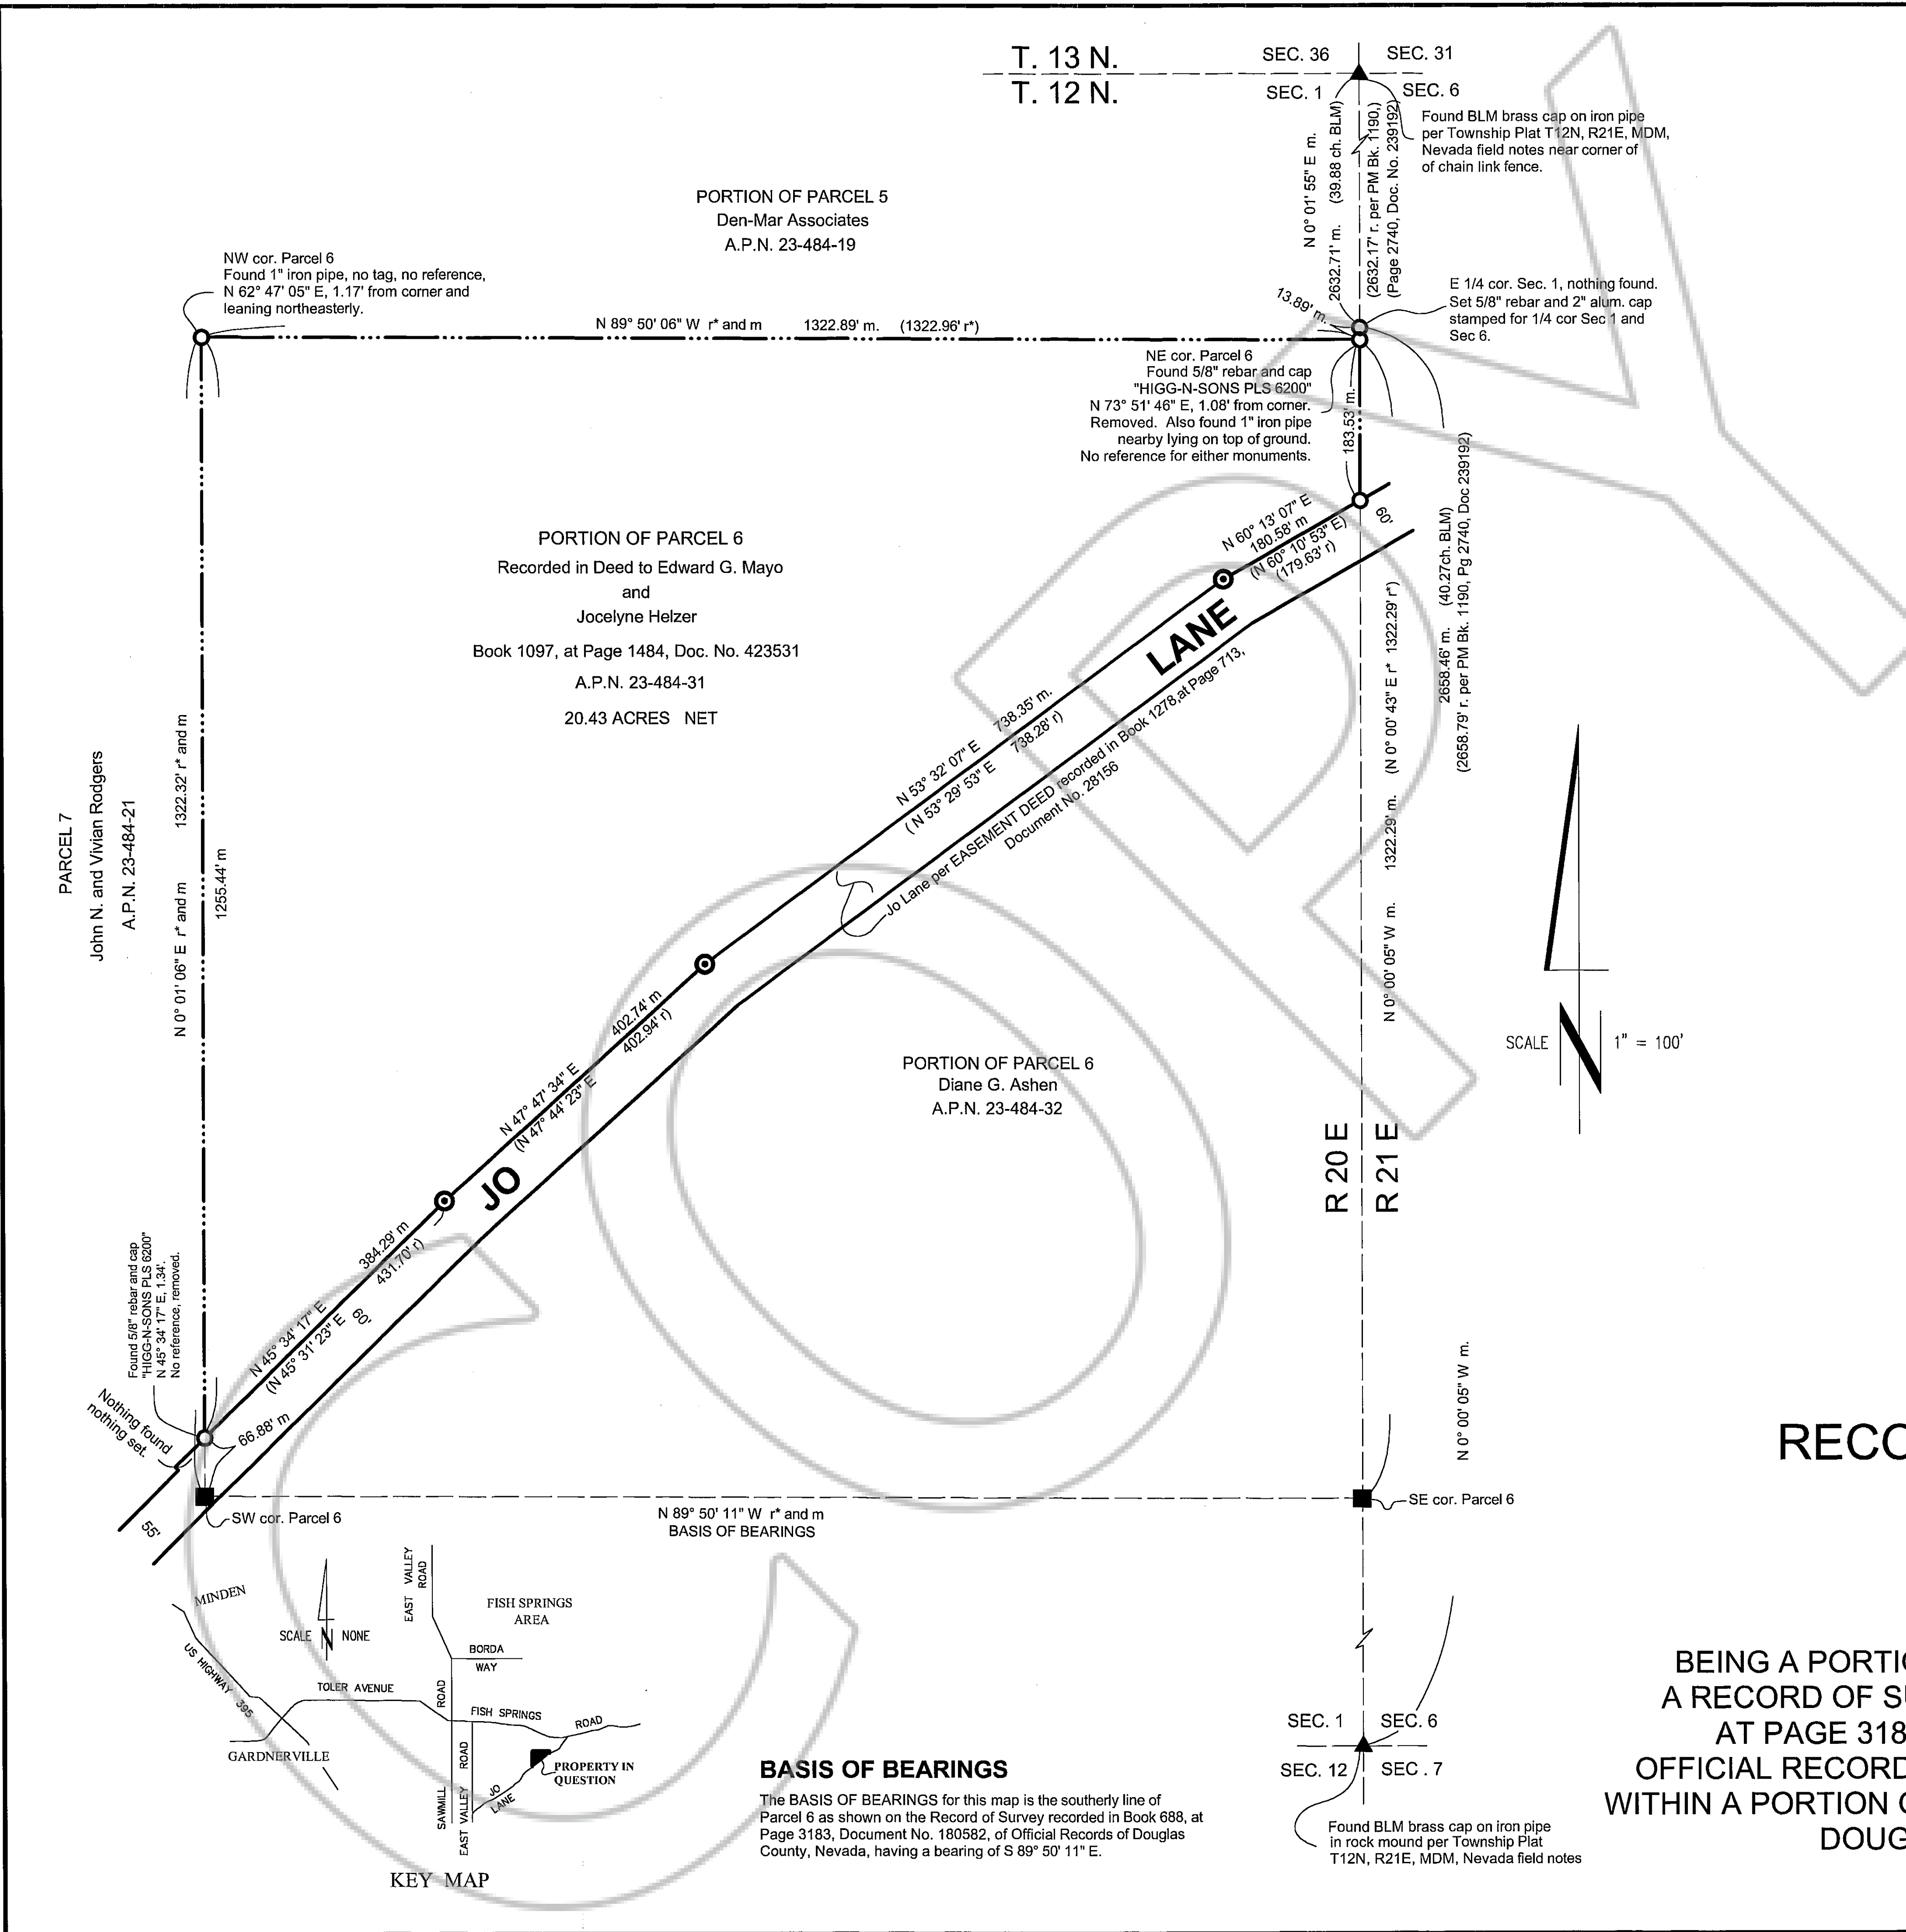 T. 13 N.
T. 12 N.
SEC. 36
SEC. 31
SEC. 1
SEC. 6
Found BLM brass cap on iron pipe
per Township Plat T12N, R21E, MDM,
Nevada field notes near corner of
of chain link fence.
N 0° 01' 55" E m.
2632.71' m. (39.88 ch. BLM)
(2632.17' r. per PM Bk. 1190,)
(Page 2740, Doc. No. 239192)
PORTION OF PARCEL 5
Den-Mar Associates
A.P.N. 23-484-19
NW cor. Parcel 6
Found 1" iron pipe, no tag, no reference,
N 62° 47' 05" E, 1.17' from corner and
leaning northeasterly.
N 89° 50' 06" W r* and m 1322.89' m. (1322.96' r*)
13.89' m.
E 1/4 cor. Sec. 1, nothing found.
Set 5/8" rebar and 2" alum. cap
stamped for 1/4 cor Sec 1 and
Sec 6.
NE cor. Parcel 6
Found 5/8" rebar and cap
"HIGG-N-SONS PLS 6200"
N 73° 51' 46" E, 1.08' from corner.
Removed. Also found 1" iron pipe
nearby lying on top of ground.
No reference for either monuments.
183.53' m.
60'
N 60° 13' 07" E
180.58' m
(N 60° 10' 53" E)
(179.63' r)
2658.46' m. (40.27ch. BLM)
(2658.79' r. per PM Bk. 1190, Pg 2740, Doc 239192)
PORTION OF PARCEL 6
Recorded in Deed to Edward G. Mayo
and
Jocelyne Helzer
Book 1097, at Page 1484, Doc. No. 423531
A.P.N. 23-484-31
20.43 ACRES NET
LANE
N 53° 32' 07" E 738.35' m.
( N 53° 29' 53" E 738.28' r)
Jo Lane per EASEMENT DEED recorded in Book 1278,at Page 713,
Document No. 28156
N 0° 00' 05" W m. 1322.29' m. (N 0° 00' 43" E r* 1322.29' r*)
PARCEL 7
John N. and Vivian Rodgers
A.P.N. 23-484-21
N 0° 01' 06" E r* and m 1322.32' r* and m
1255.44' m
SCALE N 1" = 100'
N 47° 47' 34" E 402.74' m
(N 47° 44' 23" E 402.94' r)
PORTION OF PARCEL 6
Diane G. Ashen
A.P.N. 23-484-32
R 20 E
R 21 E
JO
N 45° 34' 17" E 384.29' m
(N 45° 31' 23" E 431.70' r)
60'
Found 5/8" rebar and cap
"HIGG-N-SONS PLS 6200"
N 45° 34' 17" E, 1.34'.
No reference, removed.
Nothing found
nothing set.
66.88' m
55'
SW cor. Parcel 6
N 89° 50' 11" W r* and m
BASIS OF BEARINGS
N 0° 00' 05" W m.
SE cor. Parcel 6
RECO
MINDEN
SCALE N NONE
EAST VALLEY
ROAD
FISH SPRINGS
AREA
BORDA
WAY
US HIGHWAY 395
TOLER AVENUE
SAWMILL ROAD
FISH SPRINGS ROAD
EAST VALLEY ROAD
GARDNERVILLE
JO
LANE
PROPERTY IN
QUESTION
KEY MAP
BASIS OF BEARINGS
The BASIS OF BEARINGS for this map is the southerly line of
Parcel 6 as shown on the Record of Survey recorded in Book 688, at
Page 3183, Document No. 180582, of Official Records of Douglas
County, Nevada, having a bearing of S 89° 50' 11" E.
SEC. 1
SEC. 6
SEC. 12
SEC . 7
Found BLM brass cap on iron pipe
in rock mound per Township Plat
T12N, R21E, MDM, Nevada field notes
BEING A PORTIO
A RECORD OF SU
AT PAGE 318
OFFICIAL RECORD
WITHIN A PORTION O
DOUG
COPY